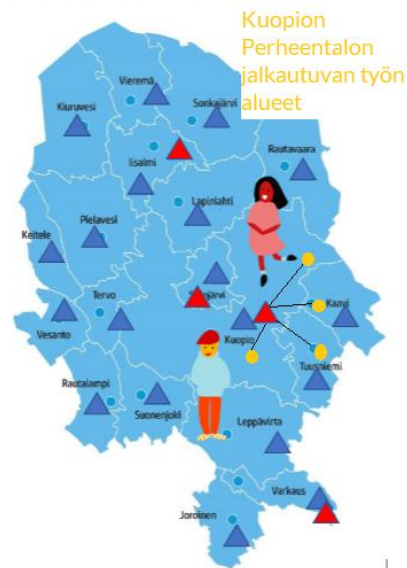 Kuopion
Perheentalon
jalkautuvan työn
alueet
Vieremä
Kiuruvesi
Sonkajärvi
Iisalmi
Rautavaara
Lapinlahti
Pielavesi
Keitele
Tervo
Kaavi
Vesanto
Kuopio
Tuusniemi
Rautalampi
Suonenjoki
Leppävirta
Varkaus
Joroinen